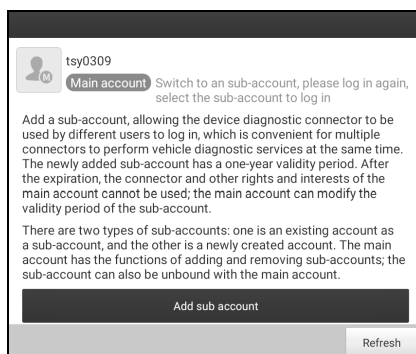 tsy0309
M
Main account Switch to an sub-account, please log in again,
select the sub-account to log in
Add a sub-account, allowing the device diagnostic connector to be
used by different users to log in, which is convenient for multiple
connectors to perform vehicle diagnostic services at the same time.
The newly added sub-account has a one-year validity period. After
the expiration, the connector and other rights and interests of the
main account cannot be used; the main account can modify the
validity period of the sub-account.
There are two types of sub-accounts: one is an existing account as
a sub-account, and the other is a newly created account. The main
account has the functions of adding and removing sub-accounts; the
sub-account can also be unbound with the main account.
Add sub account
Refresh